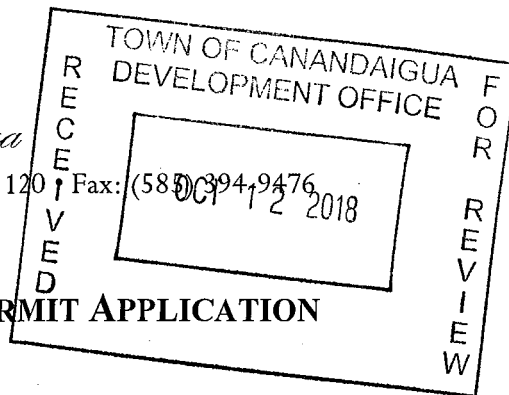 TOWN OF CANANDAIGUA
DEVELOPMENT OFFICE
RECEIVED
FOR REVIEW
a
120 • Fax: (585) 394-9476
OCT 12 2018
RMIT APPLICATION